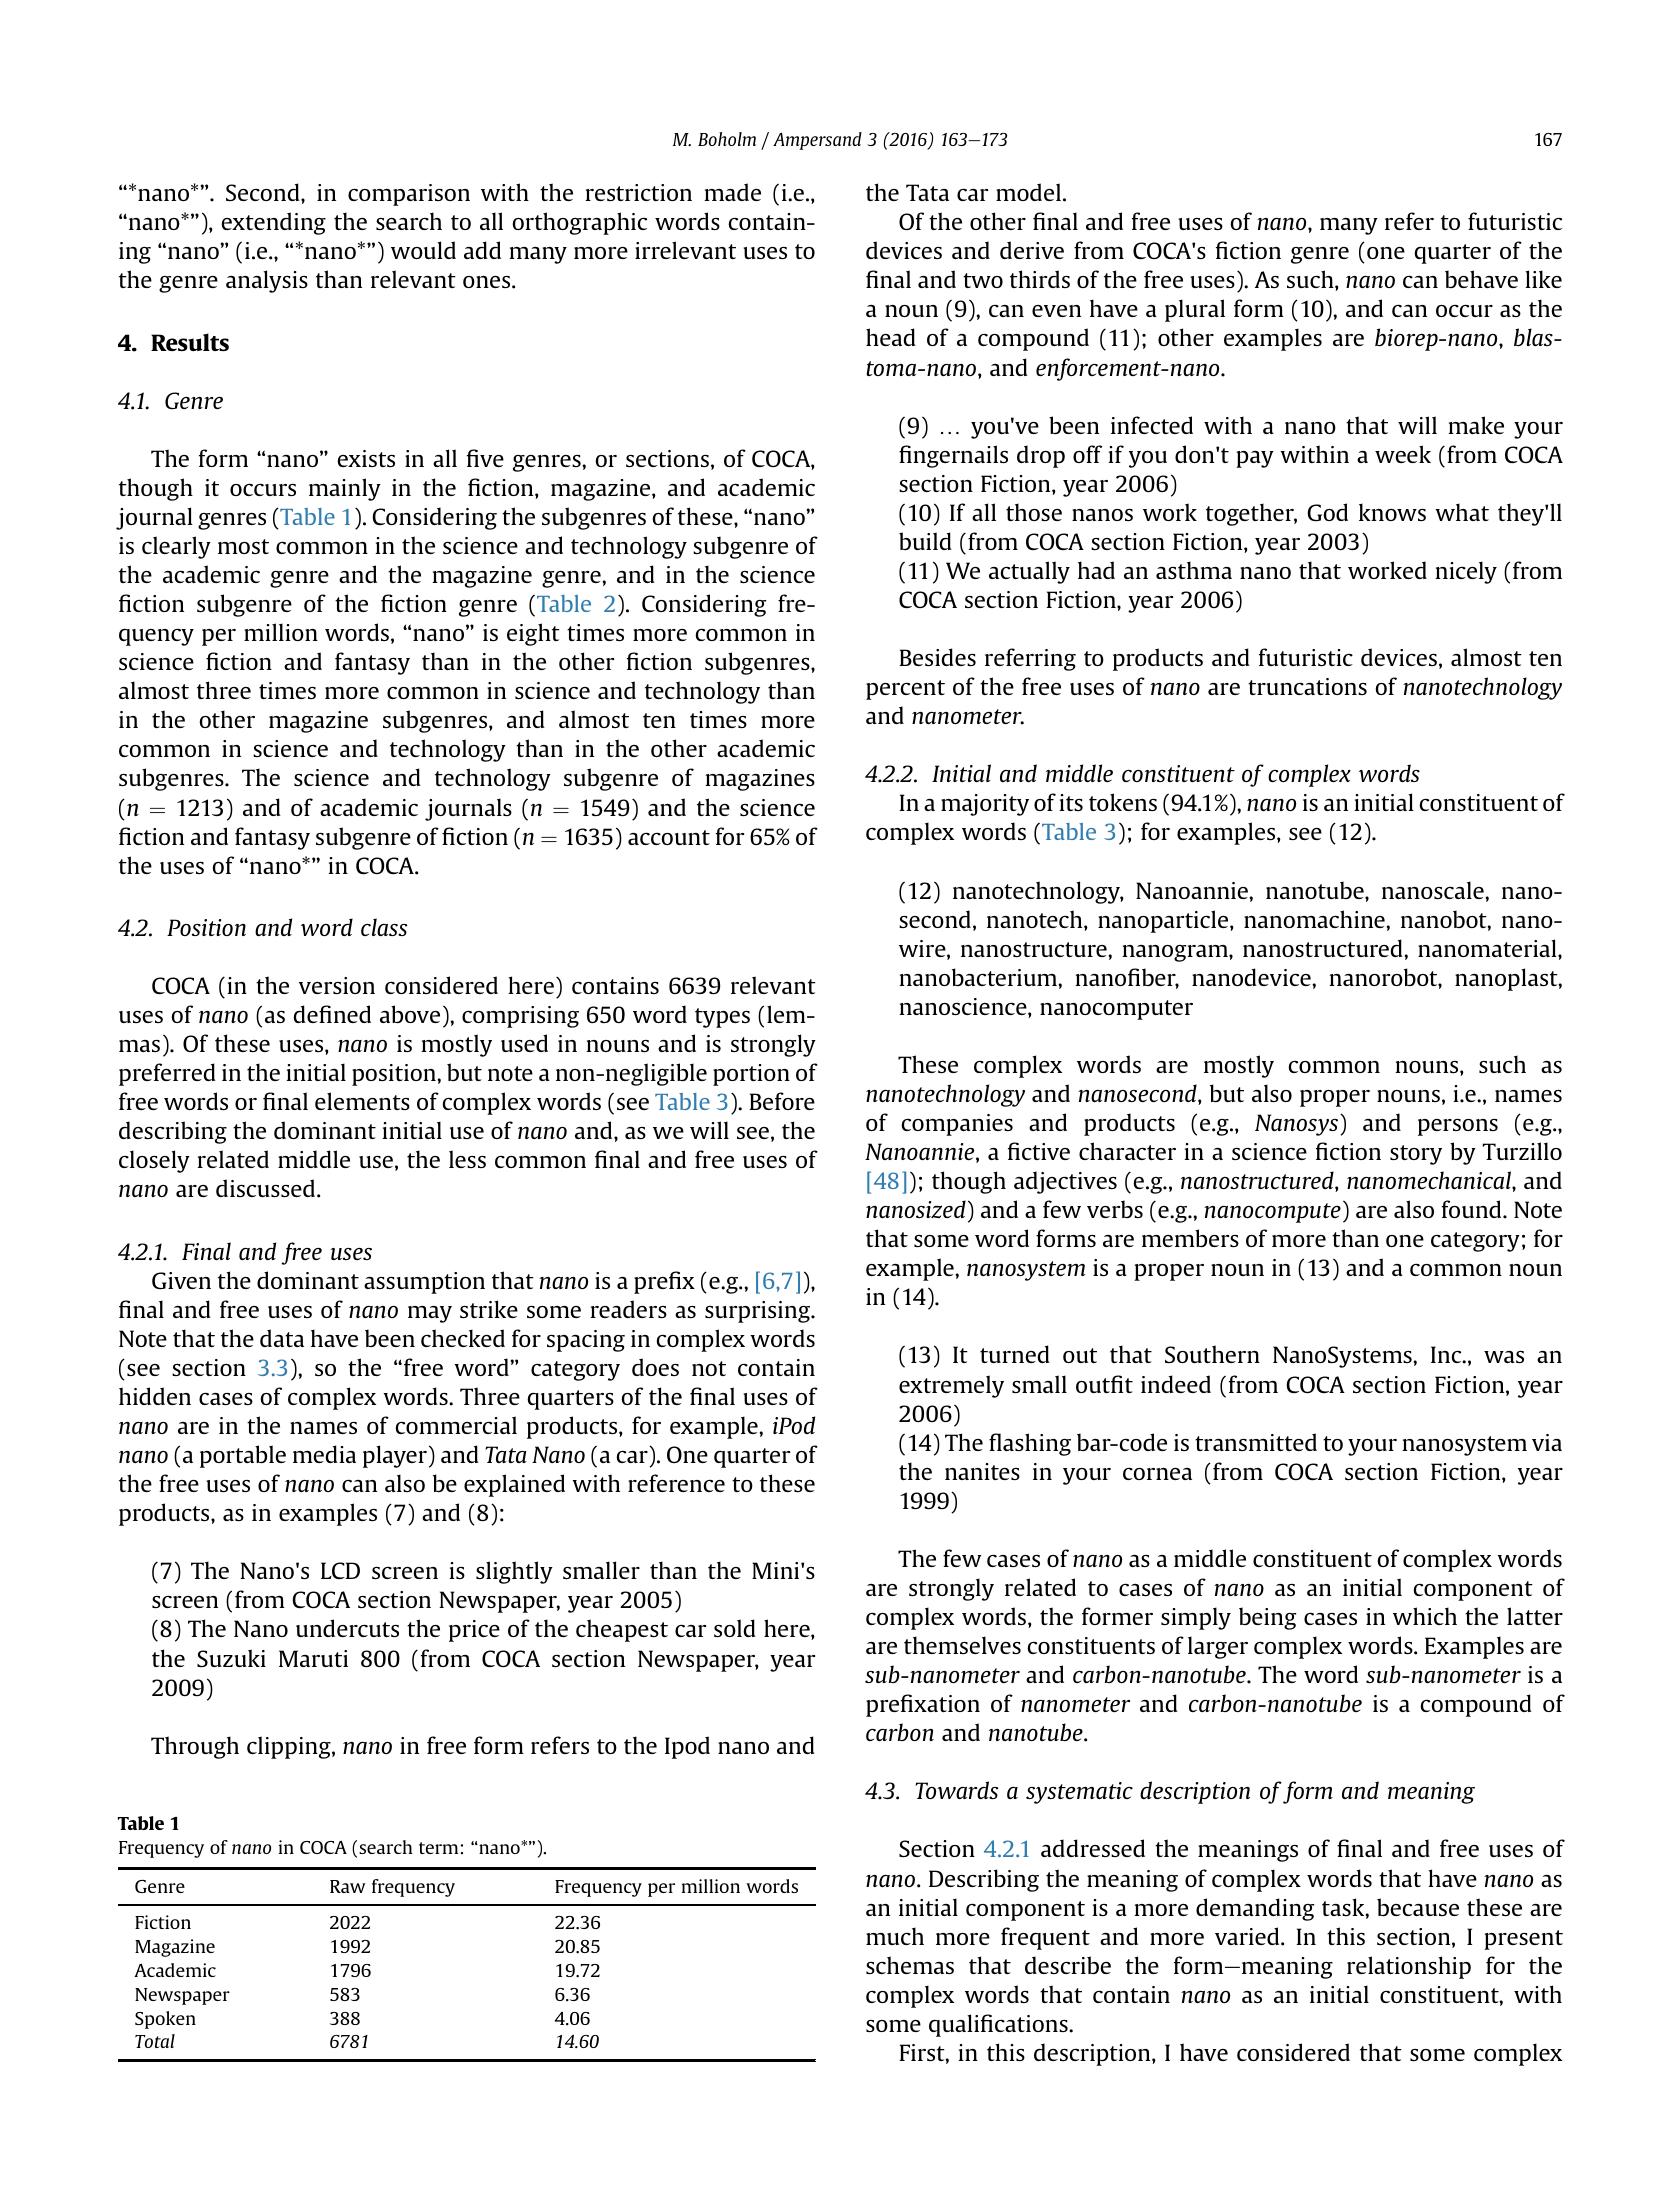 M. Boholm / Ampersand 3 (2016) 163–173
167
“*nano*”. Second, in comparison with the restriction made (i.e.,
“nano*”), extending the search to all orthographic words contain-
ing “nano” (i.e., “*nano*”) would add many more irrelevant uses to
the genre analysis than relevant ones.
4. Results
4.1. Genre
The form “nano” exists in all five genres, or sections, of COCA,
though it occurs mainly in the fiction, magazine, and academic
journal genres (Table 1). Considering the subgenres of these, “nano”
is clearly most common in the science and technology subgenre of
the academic genre and the magazine genre, and in the science
fiction subgenre of the fiction genre (Table 2). Considering fre-
quency per million words, “nano” is eight times more common in
science fiction and fantasy than in the other fiction subgenres,
almost three times more common in science and technology than
in the other magazine subgenres, and almost ten times more
common in science and technology than in the other academic
subgenres. The science and technology subgenre of magazines
(n = 1213) and of academic journals (n = 1549) and the science
fiction and fantasy subgenre of fiction (n = 1635) account for 65% of
the uses of “nano*” in COCA.
4.2. Position and word class
COCA (in the version considered here) contains 6639 relevant
uses of nano (as defined above), comprising 650 word types (lem-
mas). Of these uses, nano is mostly used in nouns and is strongly
preferred in the initial position, but note a non-negligible portion of
free words or final elements of complex words (see Table 3). Before
describing the dominant initial use of nano and, as we will see, the
closely related middle use, the less common final and free uses of
nano are discussed.
4.2.1. Final and free uses
Given the dominant assumption that nano is a prefix (e.g., [6,7]),
final and free uses of nano may strike some readers as surprising.
Note that the data have been checked for spacing in complex words
(see section 3.3), so the “free word” category does not contain
hidden cases of complex words. Three quarters of the final uses of
nano are in the names of commercial products, for example, iPod
nano (a portable media player) and Tata Nano (a car). One quarter of
the free uses of nano can also be explained with reference to these
products, as in examples (7) and (8):
(7) The Nano's LCD screen is slightly smaller than the Mini's
screen (from COCA section Newspaper, year 2005)
(8) The Nano undercuts the price of the cheapest car sold here,
the Suzuki Maruti 800 (from COCA section Newspaper, year
2009)
Through clipping, nano in free form refers to the Ipod nano and
Table 1
Frequency of nano in COCA (search term: “nano*”).
Genre Raw frequency Frequency per million words
Fiction 2022 22.36
Magazine 1992 20.85
Academic 1796 19.72
Newspaper 583 6.36
Spoken 388 4.06
Total 6781 14.60
the Tata car model.
Of the other final and free uses of nano, many refer to futuristic
devices and derive from COCA's fiction genre (one quarter of the
final and two thirds of the free uses). As such, nano can behave like
a noun (9), can even have a plural form (10), and can occur as the
head of a compound (11); other examples are biorep-nano, blas-
toma-nano, and enforcement-nano.
(9) … you've been infected with a nano that will make your
fingernails drop off if you don't pay within a week (from COCA
section Fiction, year 2006)
(10) If all those nanos work together, God knows what they'll
build (from COCA section Fiction, year 2003)
(11) We actually had an asthma nano that worked nicely (from
COCA section Fiction, year 2006)
Besides referring to products and futuristic devices, almost ten
percent of the free uses of nano are truncations of nanotechnology
and nanometer.
4.2.2. Initial and middle constituent of complex words
In a majority of its tokens (94.1%), nano is an initial constituent of
complex words (Table 3); for examples, see (12).
(12) nanotechnology, Nanoannie, nanotube, nanoscale, nano-
second, nanotech, nanoparticle, nanomachine, nanobot, nano-
wire, nanostructure, nanogram, nanostructured, nanomaterial,
nanobacterium, nanofiber, nanodevice, nanorobot, nanoplast,
nanoscience, nanocomputer
These complex words are mostly common nouns, such as
nanotechnology and nanosecond, but also proper nouns, i.e., names
of companies and products (e.g., Nanosys) and persons (e.g.,
Nanoannie, a fictive character in a science fiction story by Turzillo
[48]); though adjectives (e.g., nanostructured, nanomechanical, and
nanosized) and a few verbs (e.g., nanocompute) are also found. Note
that some word forms are members of more than one category; for
example, nanosystem is a proper noun in (13) and a common noun
in (14).
(13) It turned out that Southern NanoSystems, Inc., was an
extremely small outfit indeed (from COCA section Fiction, year
2006)
(14) The flashing bar-code is transmitted to your nanosystem via
the nanites in your cornea (from COCA section Fiction, year
1999)
The few cases of nano as a middle constituent of complex words
are strongly related to cases of nano as an initial component of
complex words, the former simply being cases in which the latter
are themselves constituents of larger complex words. Examples are
sub-nanometer and carbon-nanotube. The word sub-nanometer is a
prefixation of nanometer and carbon-nanotube is a compound of
carbon and nanotube.
4.3. Towards a systematic description of form and meaning
Section 4.2.1 addressed the meanings of final and free uses of
nano. Describing the meaning of complex words that have nano as
an initial component is a more demanding task, because these are
much more frequent and more varied. In this section, I present
schemas that describe the form–meaning relationship for the
complex words that contain nano as an initial constituent, with
some qualifications.
First, in this description, I have considered that some complex